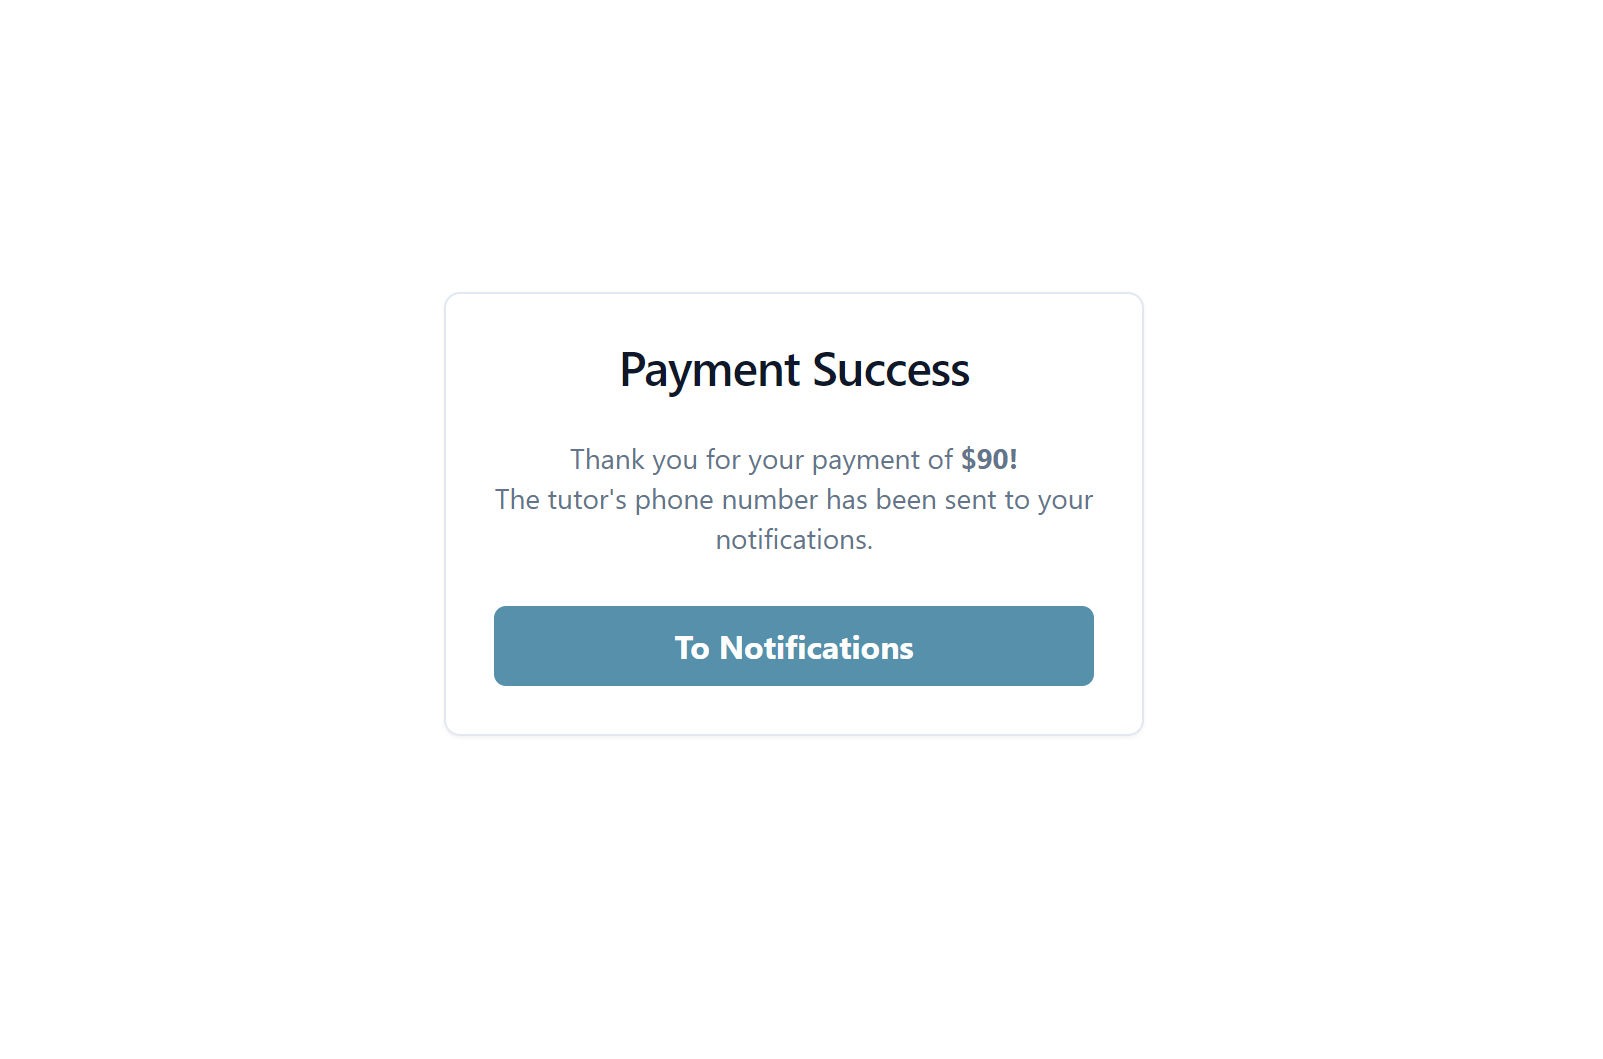 Payment Success
Thank you for your payment of $90!
The tutor's phone number has been sent to your
notifications.
To Notifications